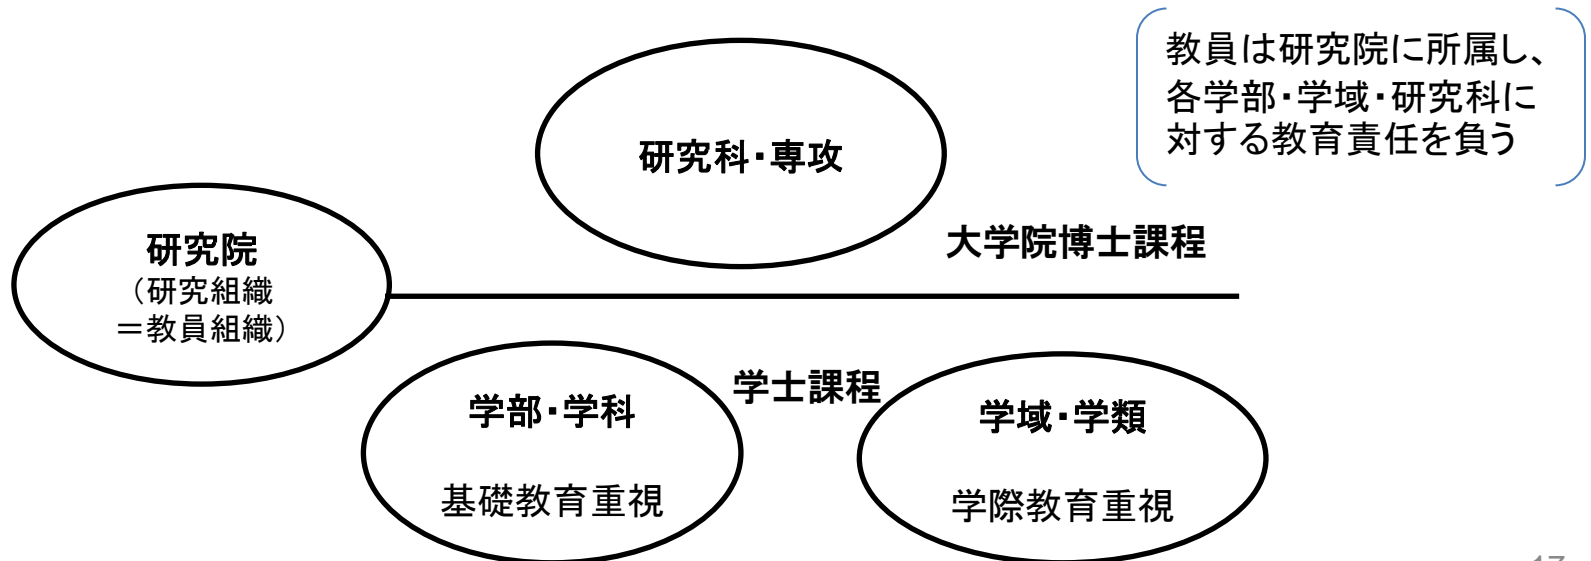 教員は研究院に所属し、
各学部・学域・研究科に
対する教育責任を負う
研究科・専攻
大学院博士課程
研究院
（研究組織
＝教員組織）
学士課程
学部・学科
基礎教育重視
学域・学類
学際教育重視
17